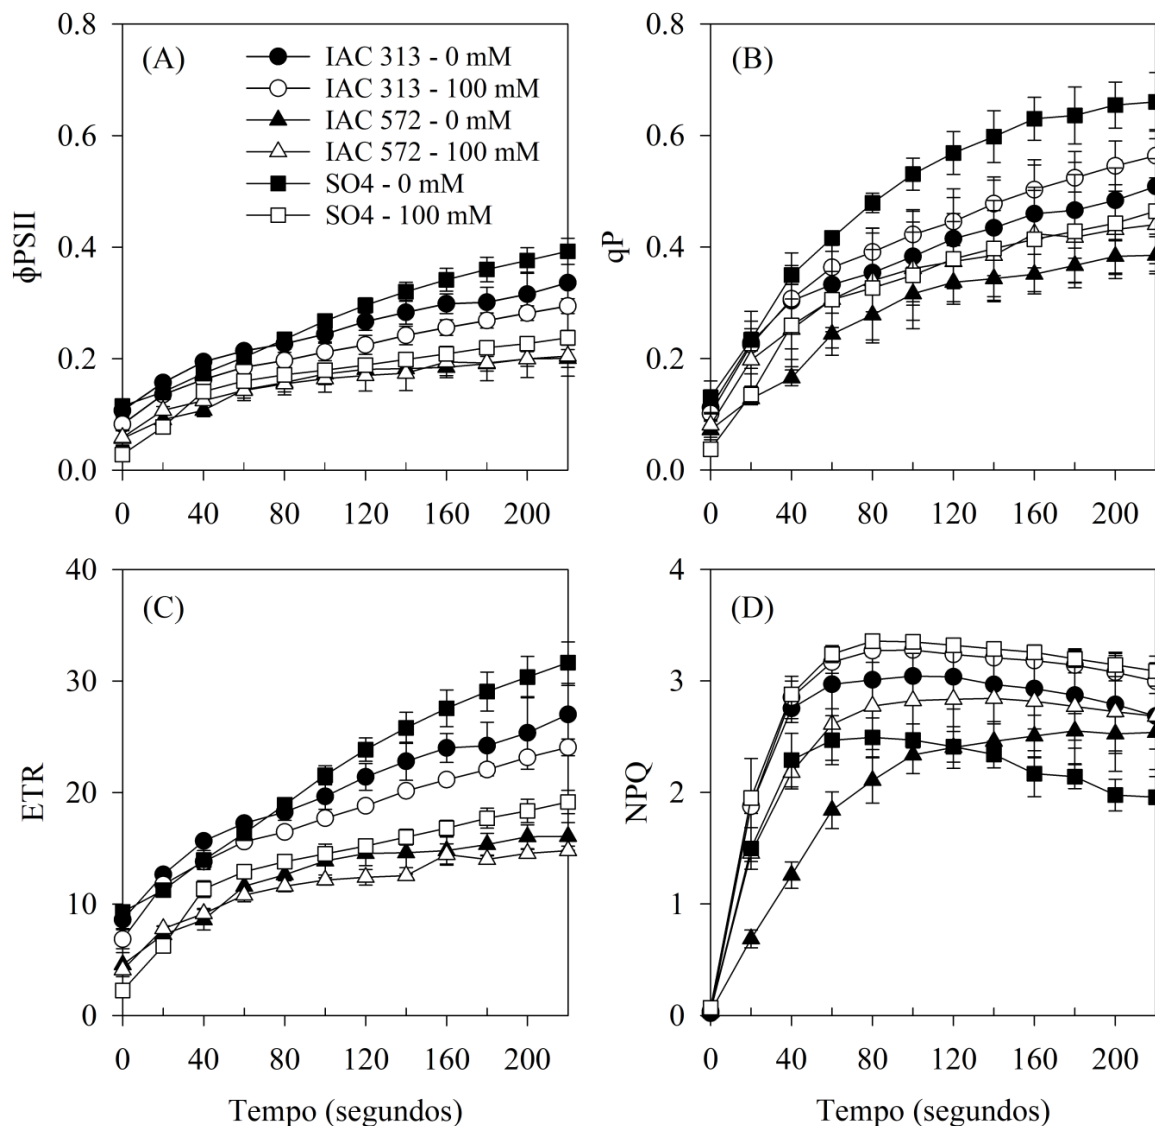 (A)
IAC 313 - 0 mM
IAC 313 - 100 mM
IAC 572 - 0 mM
IAC 572 - 100 mM
SO4 - 0 mM
SO4 - 100 mM
ϕPSII
0.8
0.6
0.4
0.2
0.0
0 40 80 120 160 200
(B)
qP
0.8
0.6
0.4
0.2
0.0
0 40 80 120 160 200
(C)
ETR
40
30
20
10
0
0 40 80 120 160 200
Tempo (segundos)
(D)
NPQ
4
3
2
1
0
0 40 80 120 160 200
Tempo (segundos)